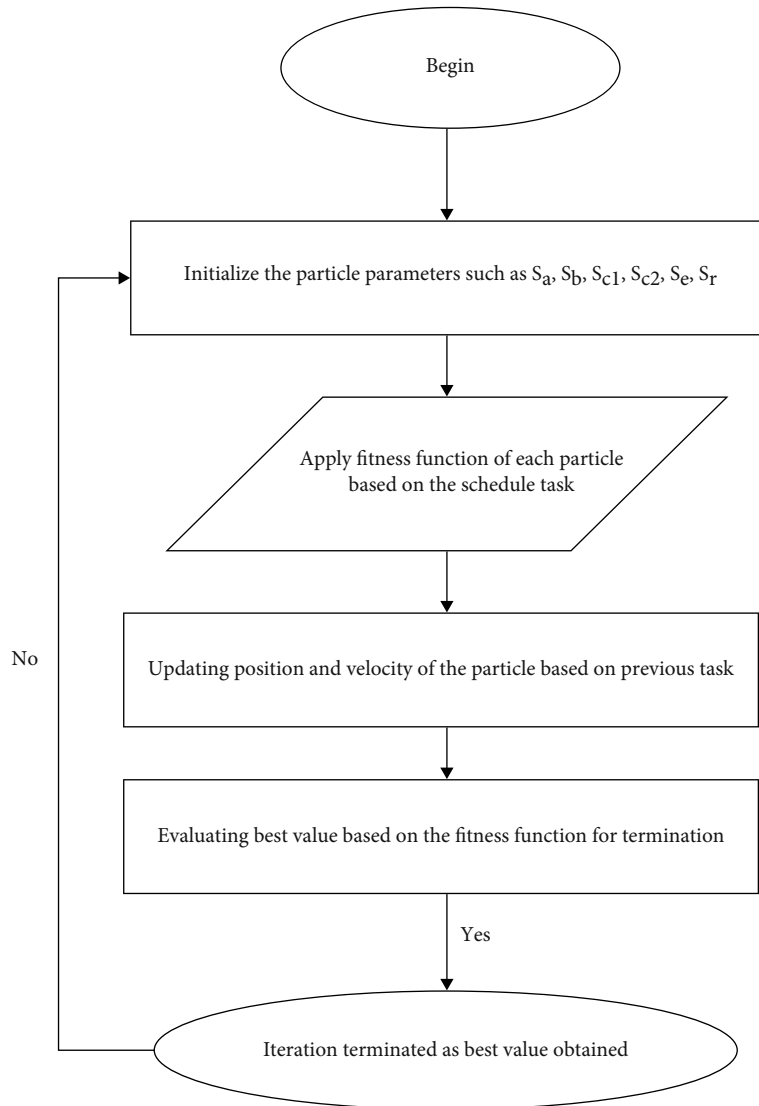 Begin
Initialize the particle parameters such as Sa, Sb, Sc1, Sc2, Se, Sr
Apply fitness function of each particle
based on the schedule task
No
Updating position and velocity of the particle based on previous task
Evaluating best value based on the fitness function for termination
Yes
Iteration terminated as best value obtained